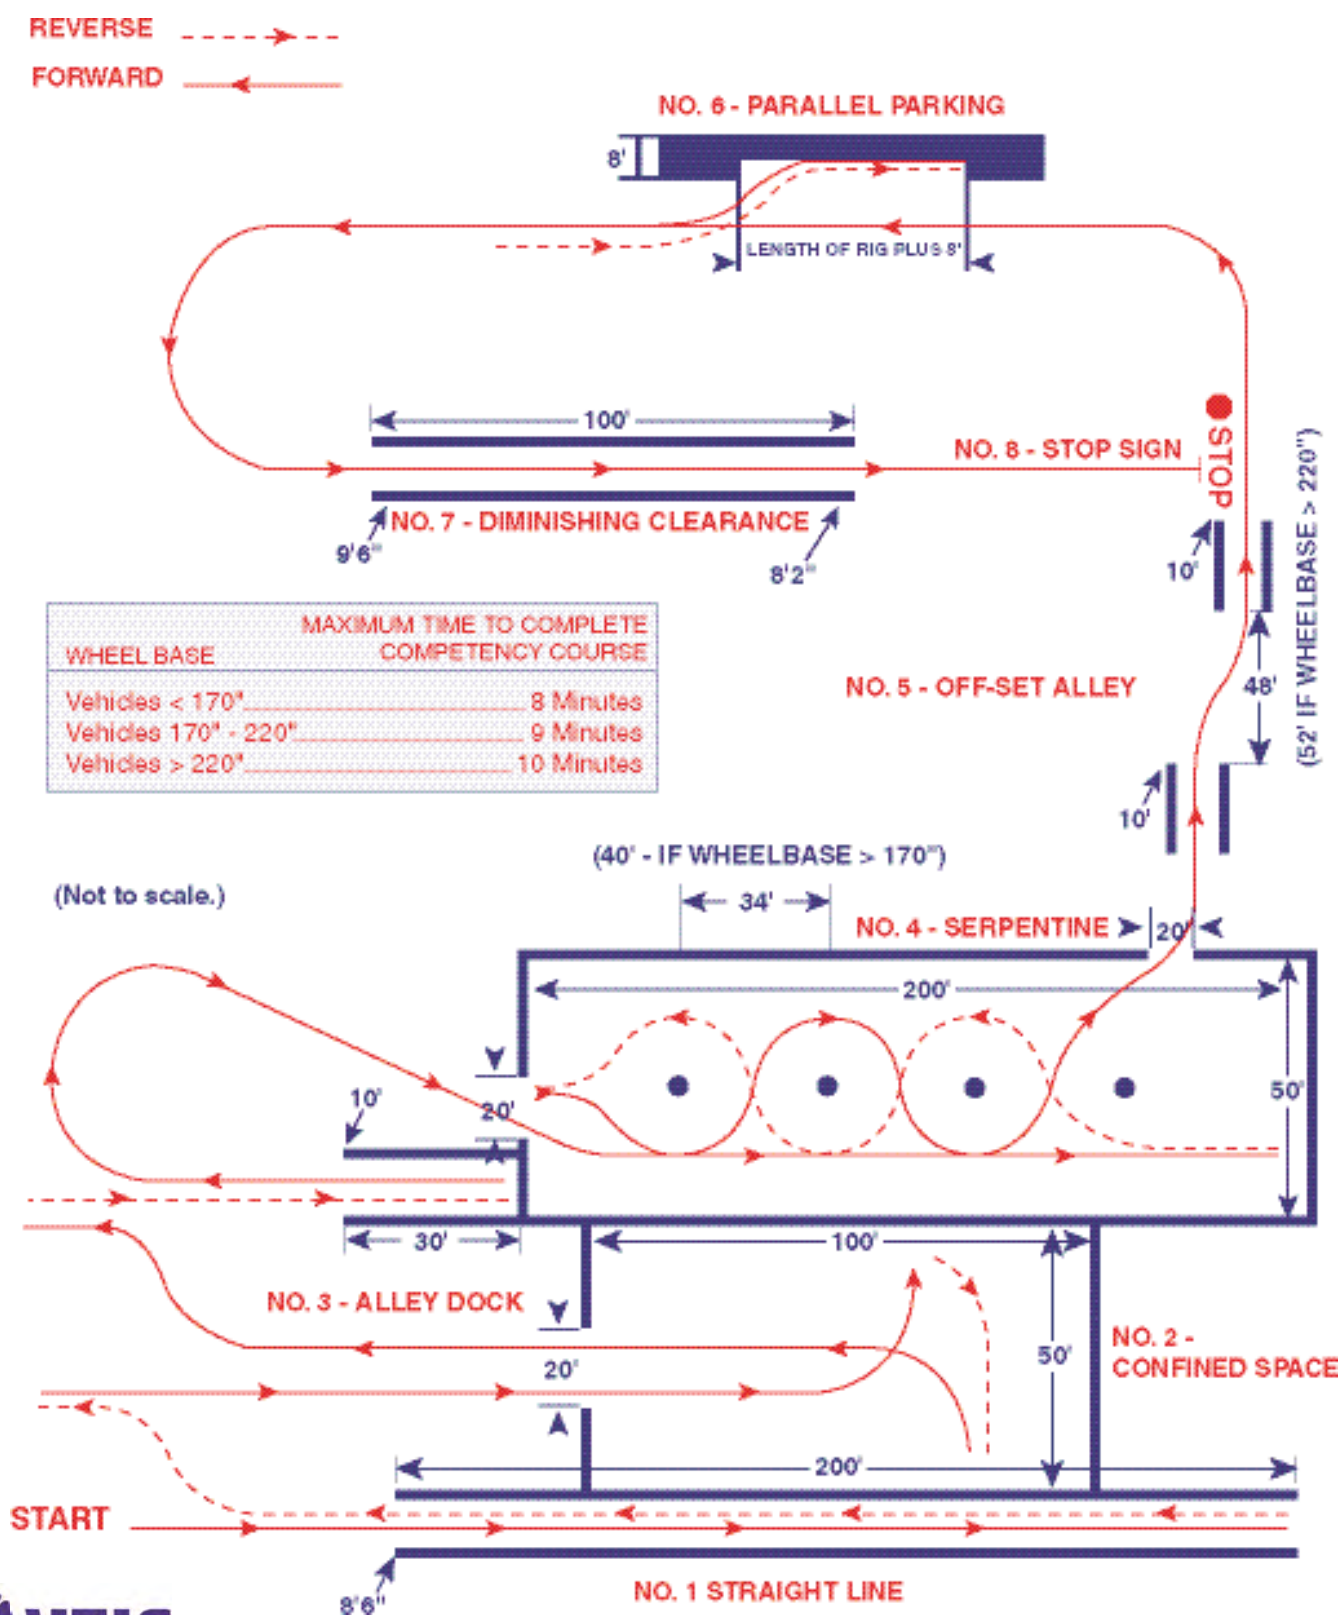 REVERSE
FORWARD
NO. 6 - PARALLEL PARKING
8'
LENGTH OF RIG PLUS 8'
100'
NO. 8 - STOP SIGN
STOP
NO. 7 - DIMINISHING CLEARANCE
9'6"
8'2"
10'
(52' IF WHEELBASE > 220")
MAXIMUM TIME TO COMPLETE
WHEEL BASE COMPETENCY COURSE
Vehicles < 170" 8 Minutes
Vehicles 170" - 220" 9 Minutes
Vehicles > 220" 10 Minutes
NO. 5 - OFF-SET ALLEY
48'
10'
(40' - IF WHEELBASE > 170")
(Not to scale.)
34'
NO. 4 - SERPENTINE
20'
200'
50'
10'
20'
30'
100'
NO. 3 - ALLEY DOCK
20'
50'
NO. 2 -
CONFINED SPACE
200'
START
8'6"
NO. 1 STRAIGHT LINE